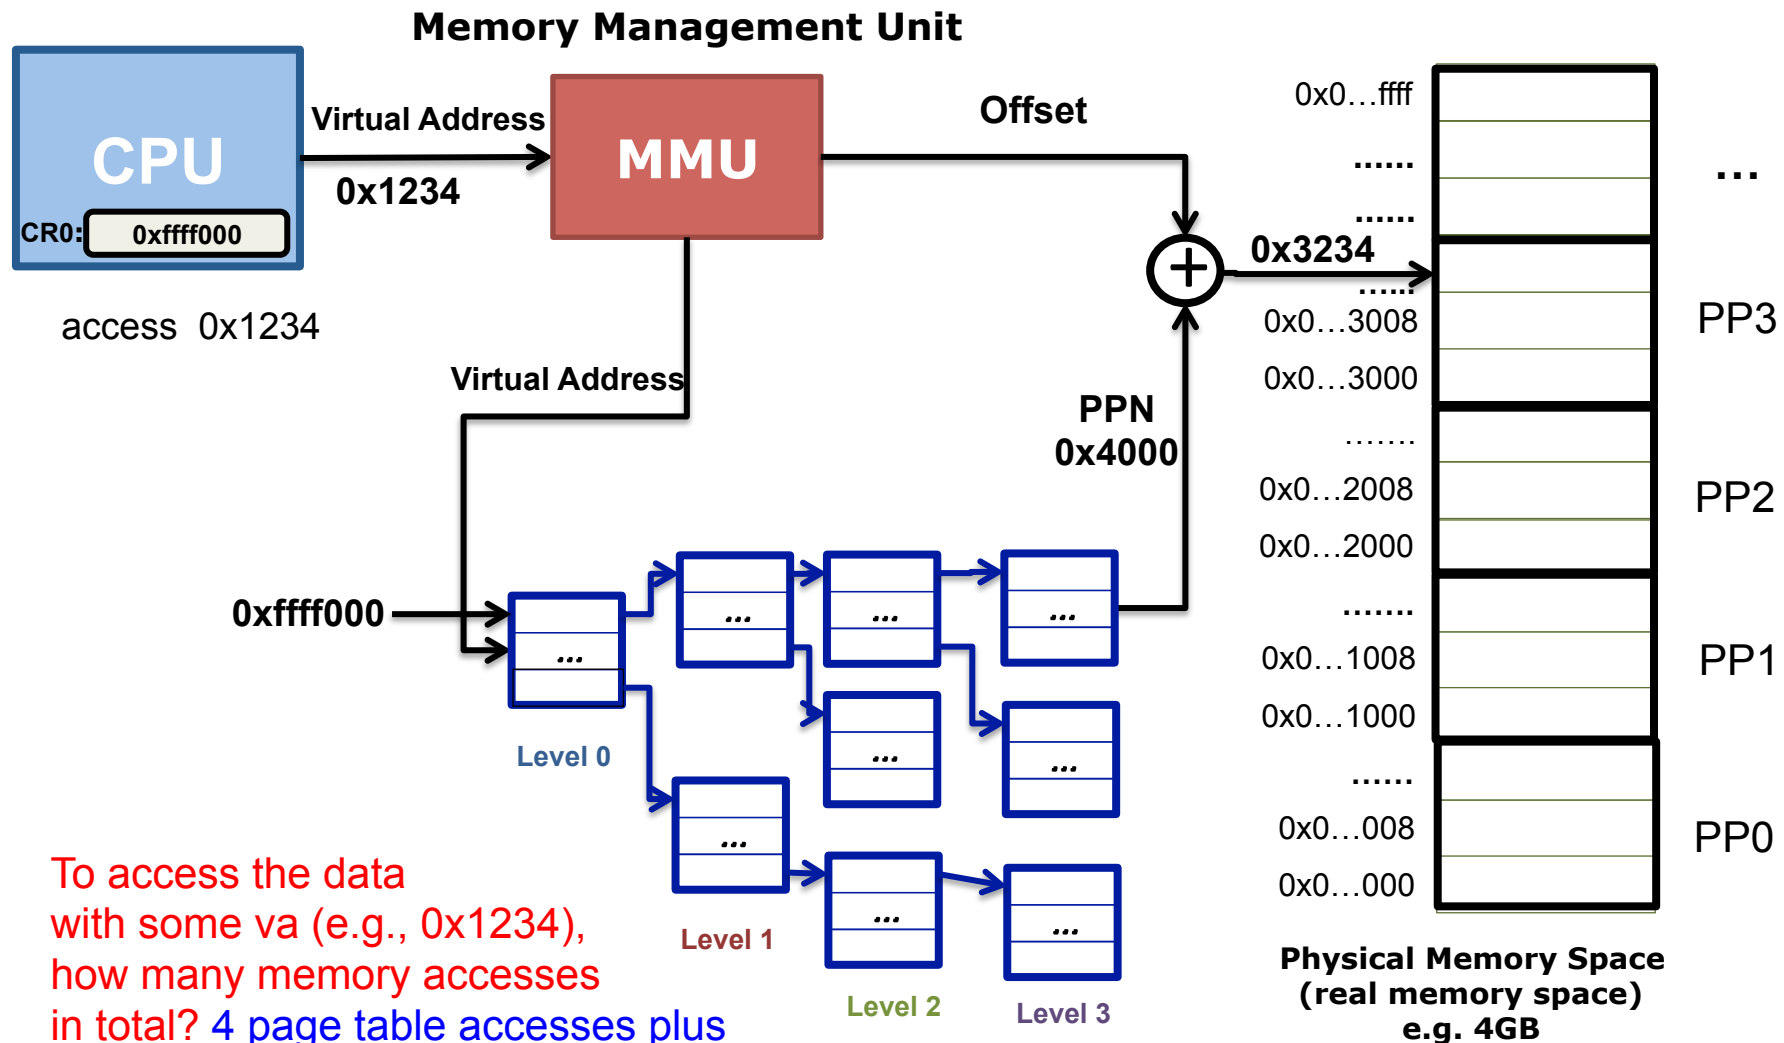 Memory Management Unit
CPU
CR0:
0xffff000
access 0x1234
Virtual Address
0x1234
MMU
Offset
Virtual Address
PPN
0x4000
0x3234
0xffff000
...
...
...
...
...
...
...
...
...
Level 0
Level 1
Level 2
Level 3
To access the data
with some va (e.g., 0x1234),
how many memory accesses
in total? 4 page table accesses plus
0x0...ffff
......
......
......
0x0...3008
0x0...3000
.......
0x0...2008
0x0...2000
.......
0x0...1008
0x0...1000
......
0x0...008
0x0...000
...
PP3
PP2
PP1
PP0
Physical Memory Space
(real memory space)
e.g. 4GB